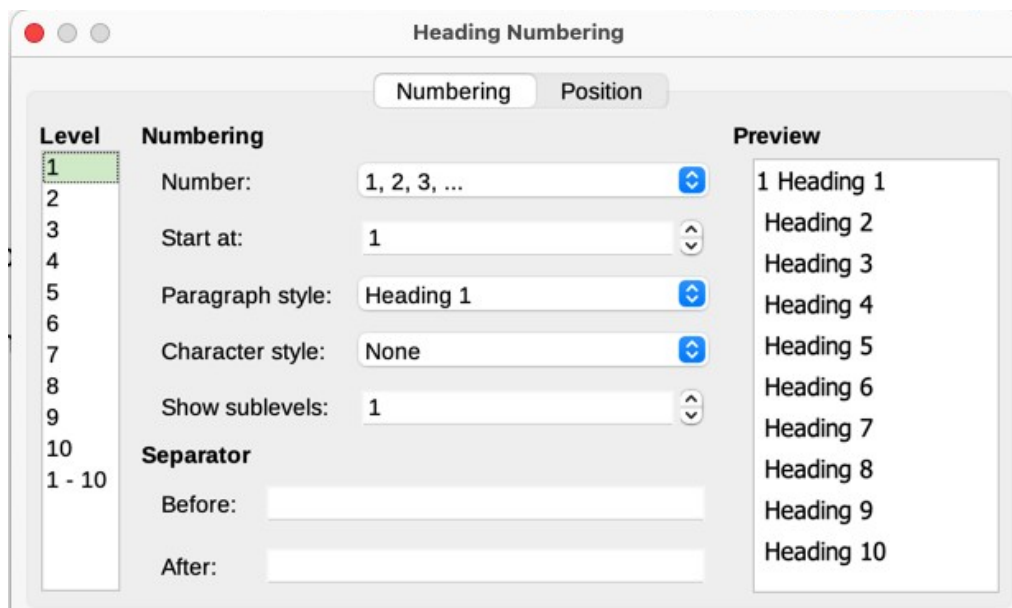 Heading Numbering
Numbering Position
Level
1
2
3
4
5
6
7
8
9
10
1 - 10
Numbering
Number: 1, 2, 3, ...
Start at: 1
Paragraph style: Heading 1
Character style: None
Show sublevels: 1
Separator
Before:
After:
Preview
1 Heading 1
Heading 2
Heading 3
Heading 4
Heading 5
Heading 6
Heading 7
Heading 8
Heading 9
Heading 10